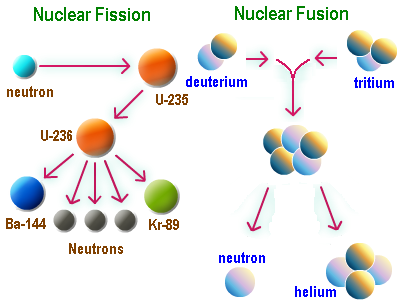 Nuclear Fission
neutron
U-235
U-236
Ba-144
Kr-89
Neutrons
Nuclear Fusion
deuterium
tritium
neutron
helium